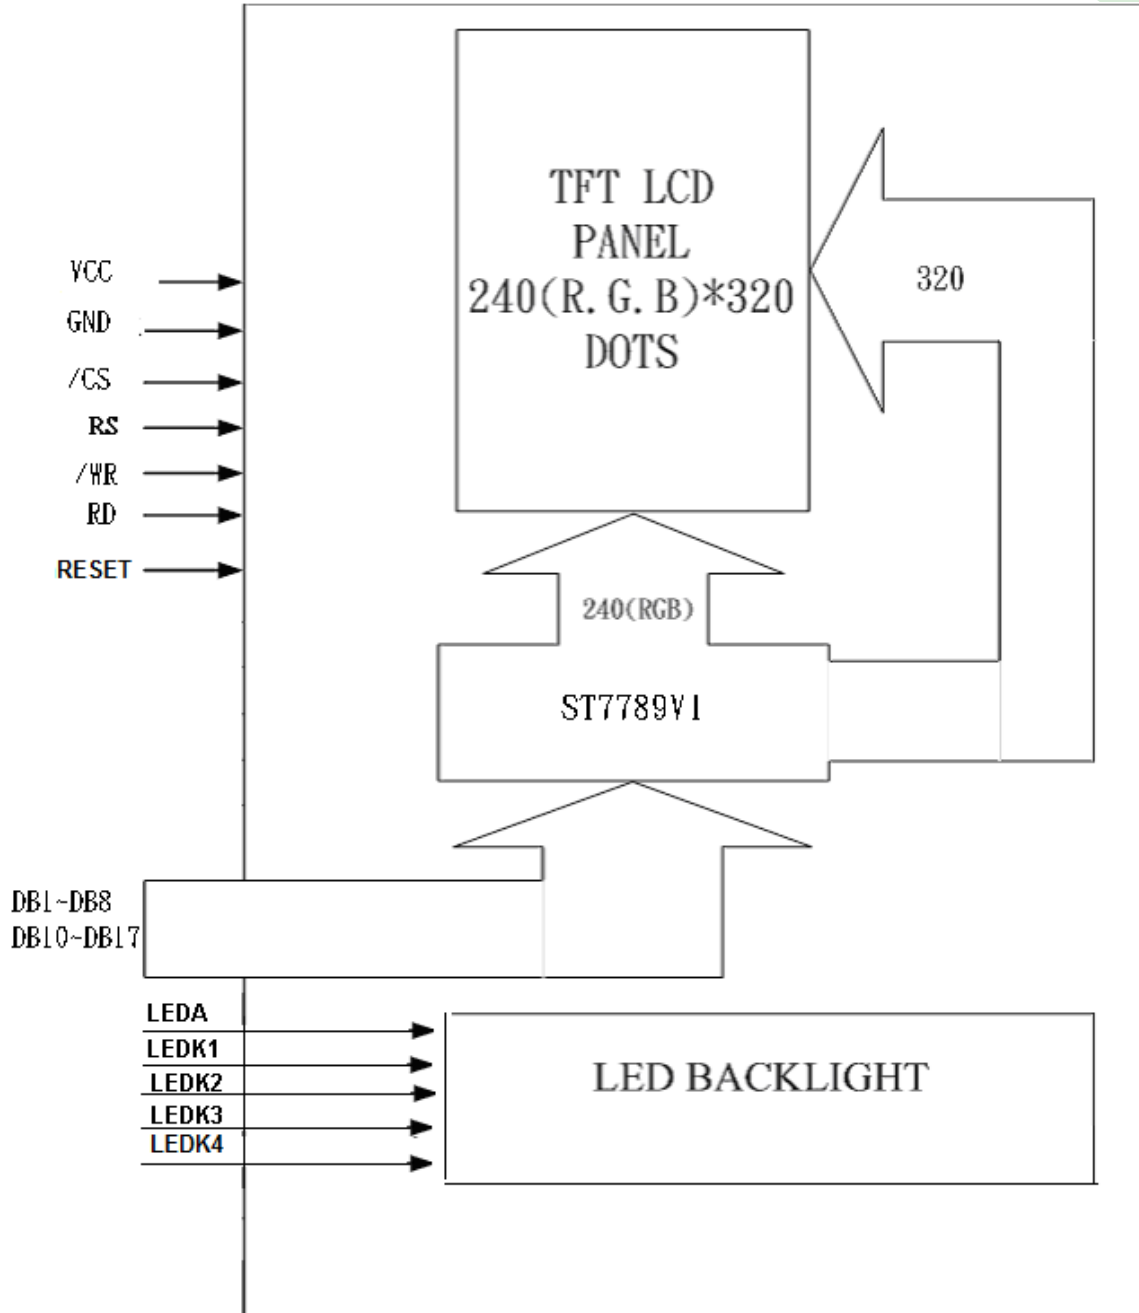 TFT LCD
PANEL
240(R.G.B)*320
DOTS
320
VCC
GND
/CS
RS
/WR
RD
RESET
240(RGB)
ST7789V1
DB1~DB8
DB10~DB17
LEDA
LEDK1
LEDK2
LEDK3
LEDK4
LED BACKLIGHT